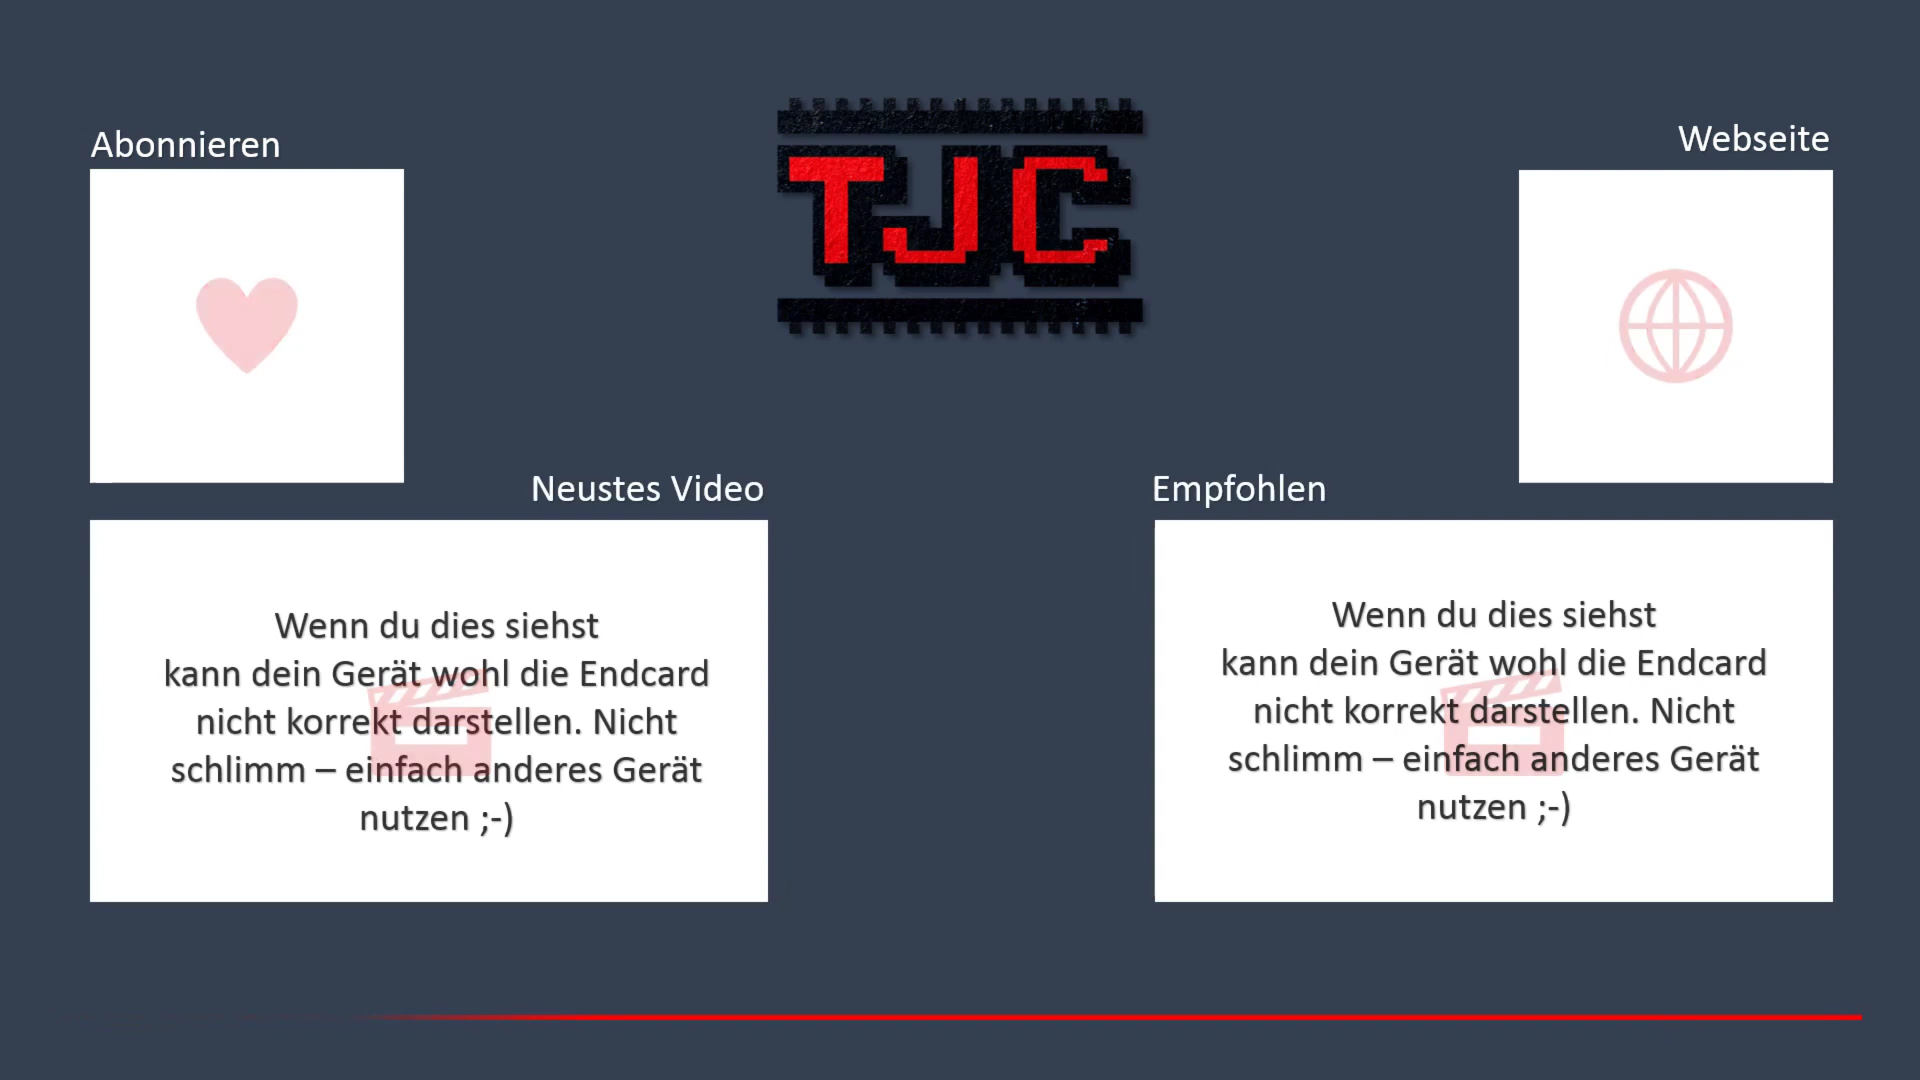 TJC
Abonnieren
Webseite
Neustes Video
Wenn du dies siehst
kann dein Gerät wohl die Endcard
nicht korrekt darstellen. Nicht
schlimm – einfach anderes Gerät
nutzen ;-)
Empfohlen
Wenn du dies siehst
kann dein Gerät wohl die Endcard
nicht korrekt darstellen. Nicht
schlimm – einfach anderes Gerät
nutzen ;-)